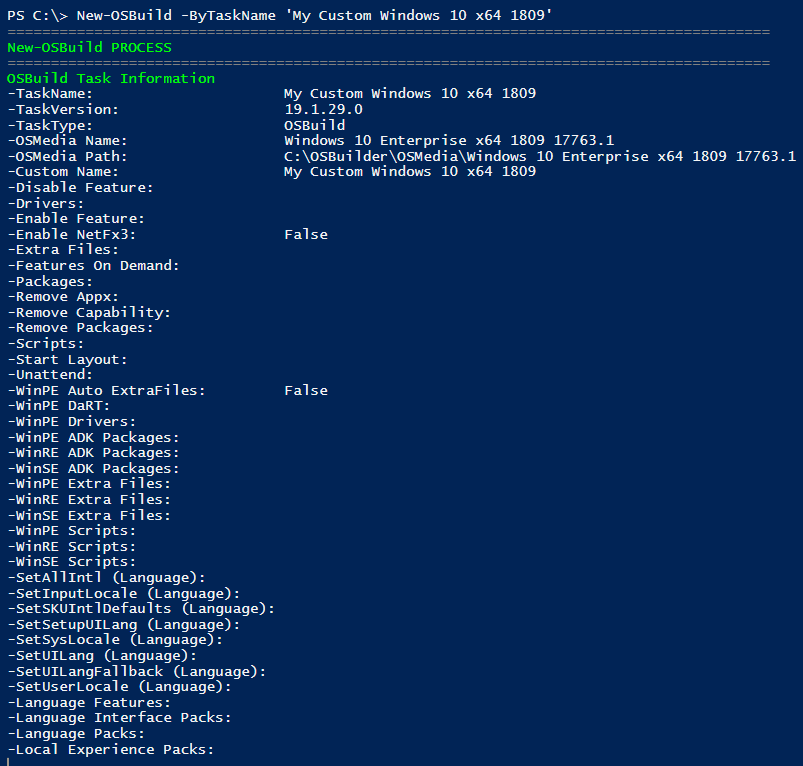 PS C:\> New-OSBuild -ByTaskName 'My Custom Windows 10 x64 1809'
========================================================================================
New-OSBuild PROCESS
========================================================================================
OSBuild Task Information
-TaskName:                      My Custom Windows 10 x64 1809
-TaskVersion:                   19.1.29.0
-TaskType:                      OSBuild
-OSMedia Name:                  Windows 10 Enterprise x64 1809 17763.1
-OSMedia Path:                  C:\OSBuilder\OSMedia\Windows 10 Enterprise x64 1809 17763.1
-Custom Name:                   My Custom Windows 10 x64 1809
-Disable Feature:
-Drivers:
-Enable Feature:
-Enable NetFx3:                 False
-Extra Files:
-Features On Demand:
-Packages:
-Remove Appx:
-Remove Capability:
-Remove Packages:
-Scripts:
-Start Layout:
-Unattend:
-WinPE Auto ExtraFiles:         False
-WinPE DaRT:
-WinPE Drivers:
-WinPE ADK Packages:
-WinRE ADK Packages:
-WinSE ADK Packages:
-WinPE Extra Files:
-WinRE Extra Files:
-WinSE Extra Files:
-WinPE Scripts:
-WinRE Scripts:
-WinSE Scripts:
-SetAllIntl (Language):
-SetInputLocale (Language):
-SetSKUIntlDefaults (Language):
-SetSetupUILang (Language):
-SetSysLocale (Language):
-SetUILang (Language):
-SetUILangFallback (Language):
-SetUserLocale (Language):
-Language Features:
-Language Interface Packs:
-Language Packs:
-Local Experience Packs: